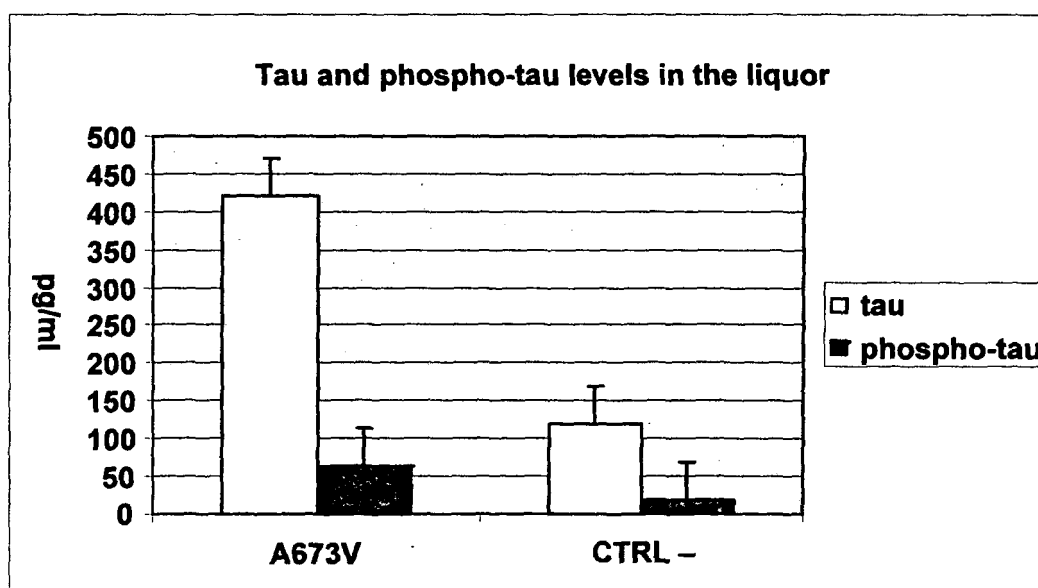 Tau and phospho-tau levels in the liquor
500
450
400
350
300
250
200
150
100
50
0
pg/ml
A673V
CTRL –
tau
phospho-tau